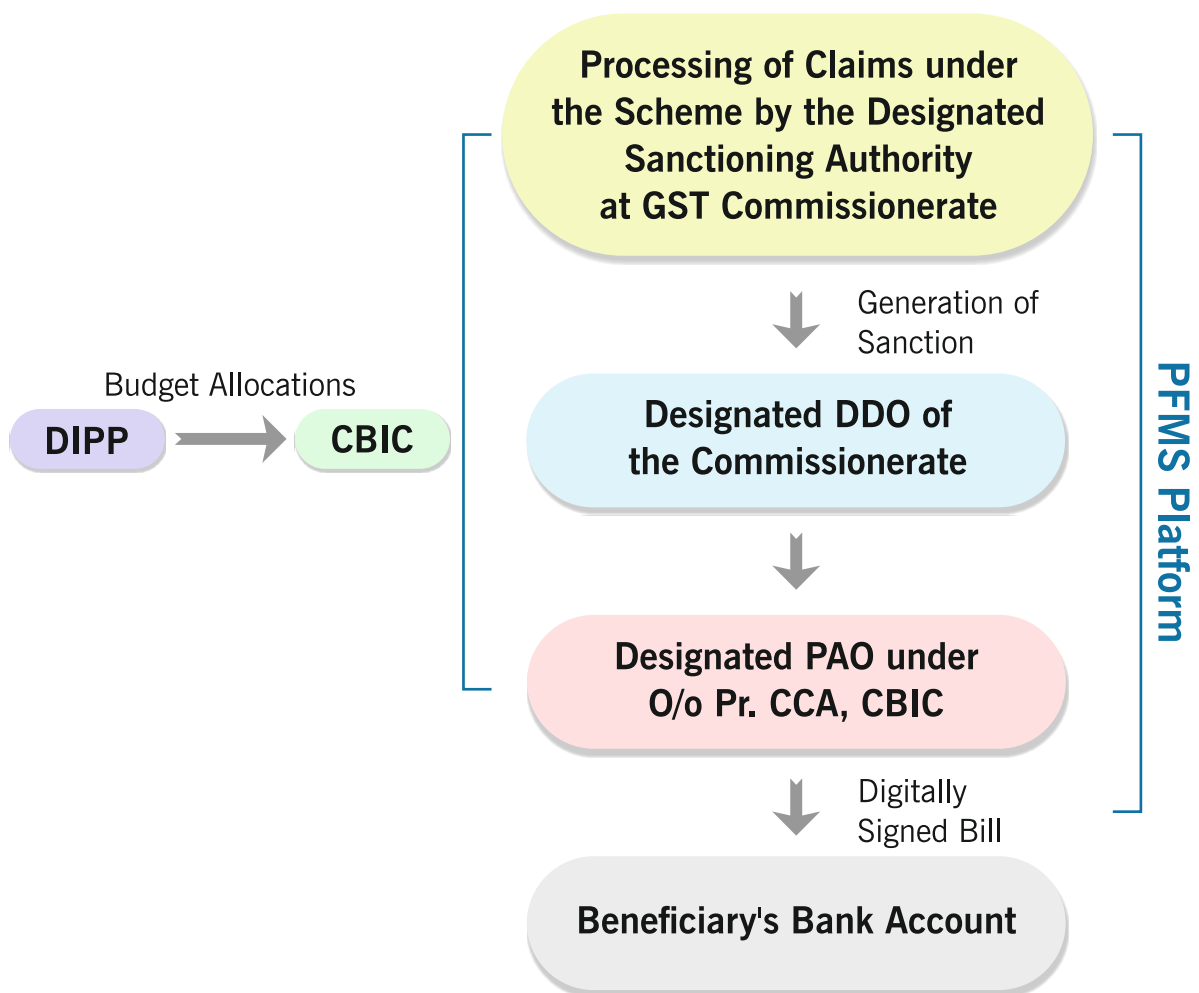 Processing of Claims under
the Scheme by the Designated
Sanctioning Authority
at GST Commissionerate
Generation of
Sanction
Budget Allocations
DIPP
CBIC
Designated DDO of
the Commissionerate
PFMS Platform
Designated PAO under
O/o Pr. CCA, CBIC
Digitally
Signed Bill
Beneficiary's Bank Account